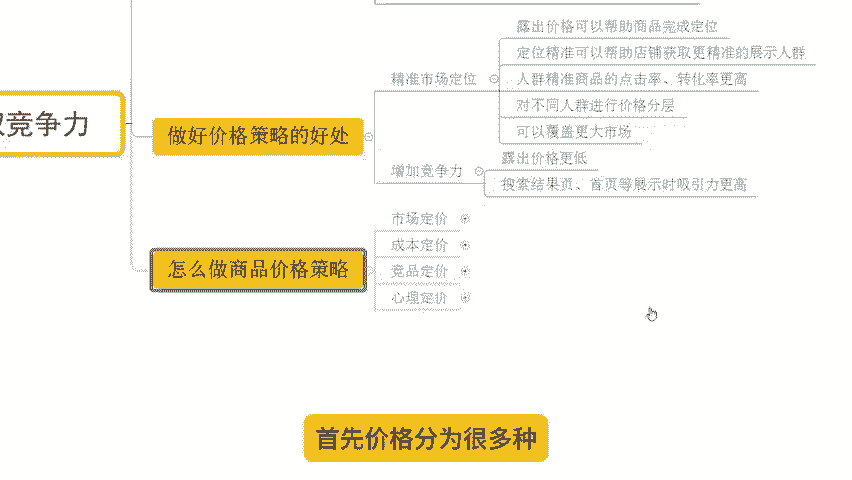 争力
做好价格策略的好处
精准市场定位
露出价格可以帮助商品完成定位
定位精准可以帮助店铺获取更精准的展示人群
人群精准商品的点击率、转化率更高
对不同人群进行价格分层
可以覆盖更大市场
增加竞争力
露出价格更低
搜索结果页、首页等展示时吸引力更高
怎么做商品价格策略
市场定价
成本定价
竞品定价
心理定价
首先价格分为很多种